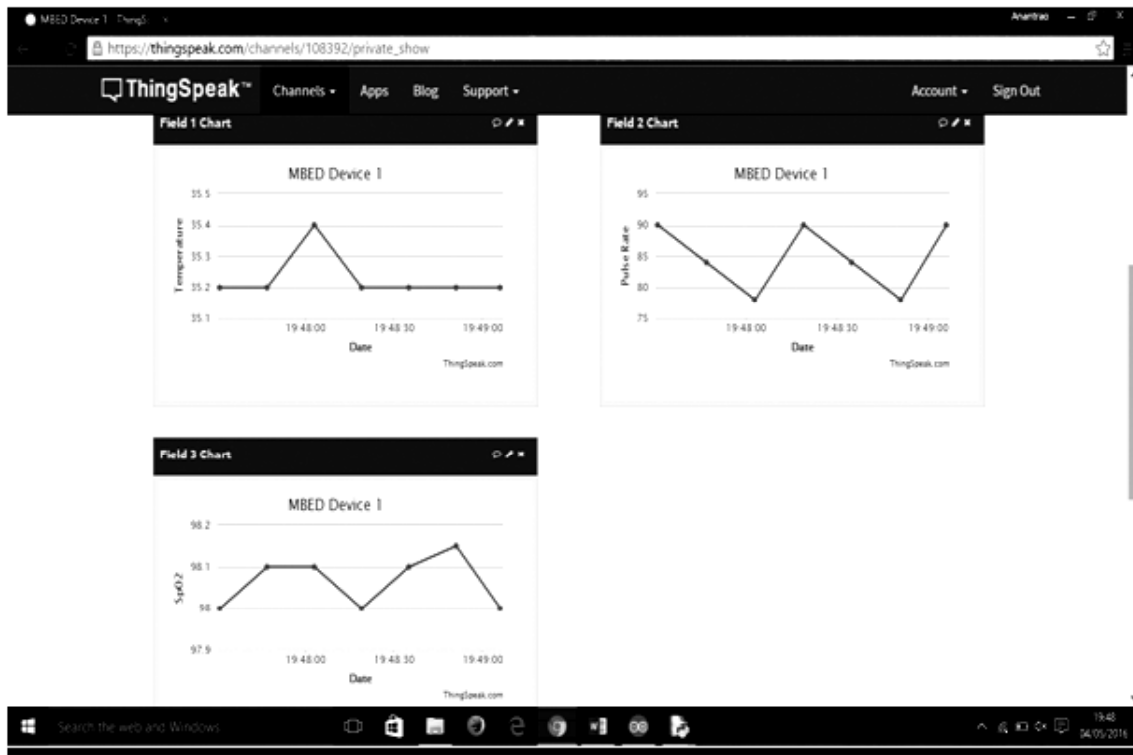 MBED Device 1 - ThingS
Anantrao
https://thingspeak.com/channels/108392/private_show
ThingSpeak™ Channels Apps Blog Support Account Sign Out
Field 1 Chart
MBED Device 1
35.5
35.4
35.3
35.2
35.1
Temperature
19:48:00 19:48:30 19:49:00
Date
ThingSpeak.com
Field 2 Chart
MBED Device 1
95
90
85
80
75
Pulse Rate
19:48:00 19:48:30 19:49:00
Date
ThingSpeak.com
Field 3 Chart
MBED Device 1
98.2
98.1
98
97.9
SpO2
19:48:00 19:48:30 19:49:00
Date
ThingSpeak.com
Search the web and Windows
19:48
04/05/2016